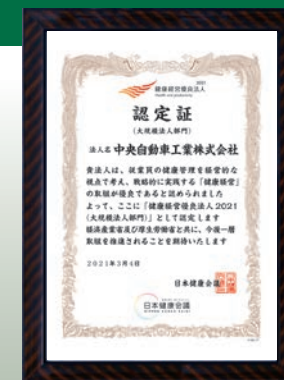 2021
健康経営優良法人
Health and productivity
認定証
(大規模法人部門)
法人名 中央自動車工業株式会社
貴法人は、従業員の健康管理を経営的な
視点で考え、戦略的に実践する「健康経営」
の取組が優良であると認められました
よって、ここに「健康経営優良法人2021
(大規模法人部門)」として認定します
経済産業省及び厚生労働省と共に、今後一層
取組を推進されることを期待いたします
2021年3月4日
日本健康会議
日本健康会議
NIPPON KENKO KAIGI